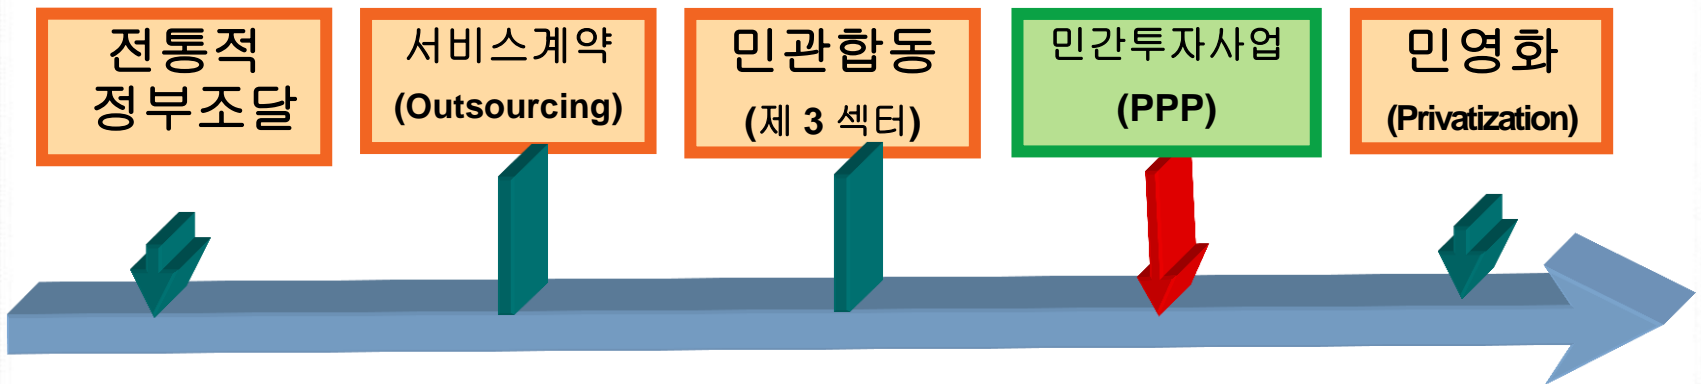 전통적
정부조달
서비스계약
(Outsourcing)
민관합동
(제 3 섹터)
민간투자사업
(PPP)
민영화
(Privatization)